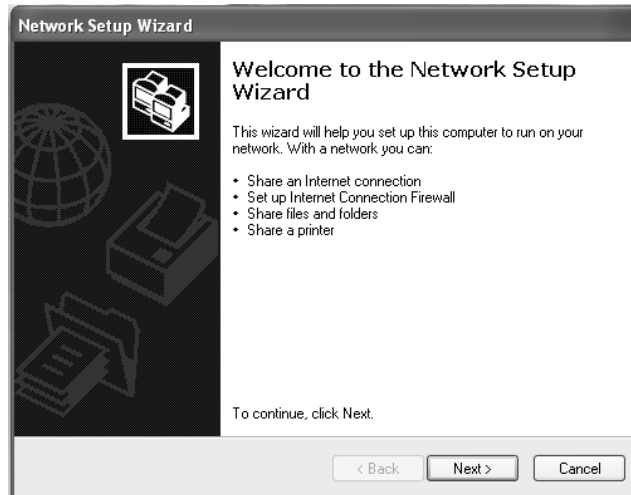 Network Setup Wizard
Welcome to the Network Setup
Wizard
This wizard will help you set up this computer to run on your
network. With a network you can:
• Share an Internet connection
• Set up Internet Connection Firewall
• Share files and folders
• Share a printer
To continue, click Next.
< Back Next > Cancel